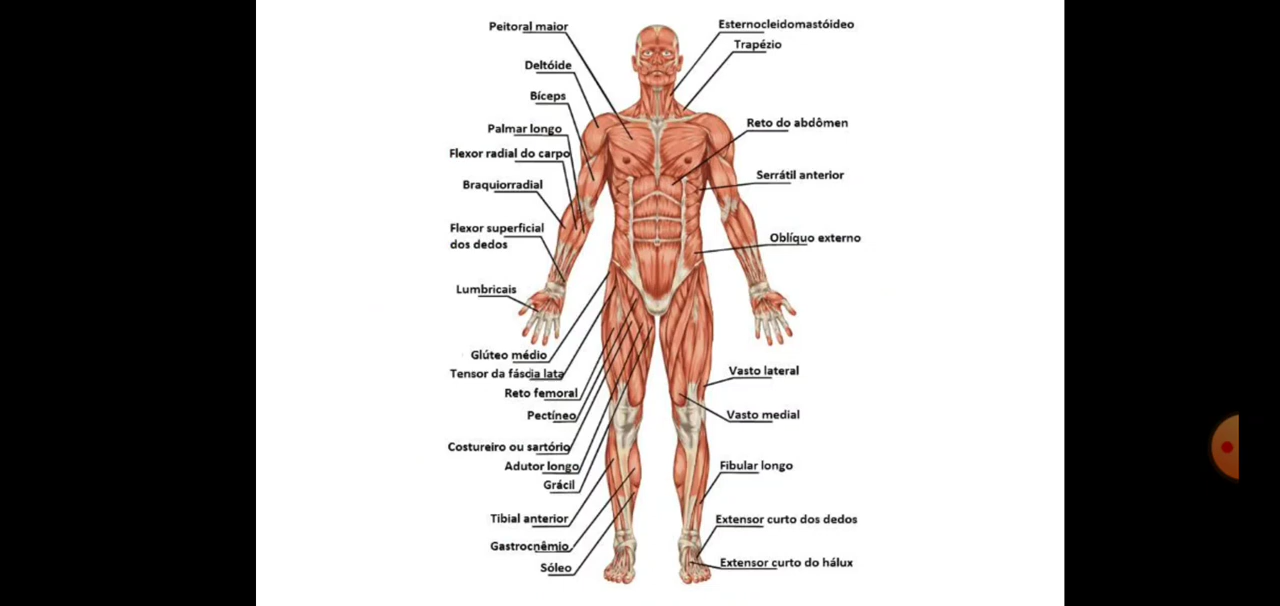 Peitoral maior
Deltóide
Bíceps
Palmar longo
Flexor radial do carpo
Braquiorradial
Flexor superficial
dos dedos
Lumbricais
Glúteo médio
Tensor da fáscia lata
Reto femoral
Pectíneo
Costureiro ou sartório
Adutor longo
Grácil
Tibial anterior
Gastrocnêmio
Sóleo
Esternocleidomastóideo
Trapézio
Reto do abdômen
Serrátil anterior
Oblíquo externo
Vasto lateral
Vasto medial
Fibular longo
Extensor curto dos dedos
Extensor curto do hálux